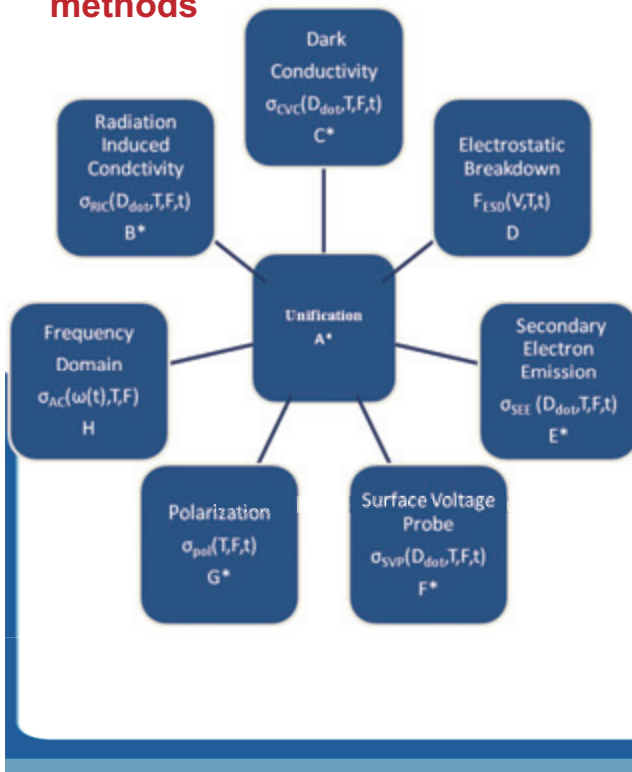 methods
Dark
Conductivity
σCVC(Ddot,T,F,t)
C*
Radiation
Induced
Condctivity
σRIC(Ddot,T,F,t)
B*
Electrostatic
Breakdown
FESD(V,T,t)
D
Unification
A*
Frequency
Domain
σAC(ω(t),T,F)
H
Secondary
Electron
Emission
σSEE (Ddot,T,F,t)
E*
Polarization
σpol(T,F,t)
G*
Surface Voltage
Probe
σSVP(Ddot,T,F,t)
F*